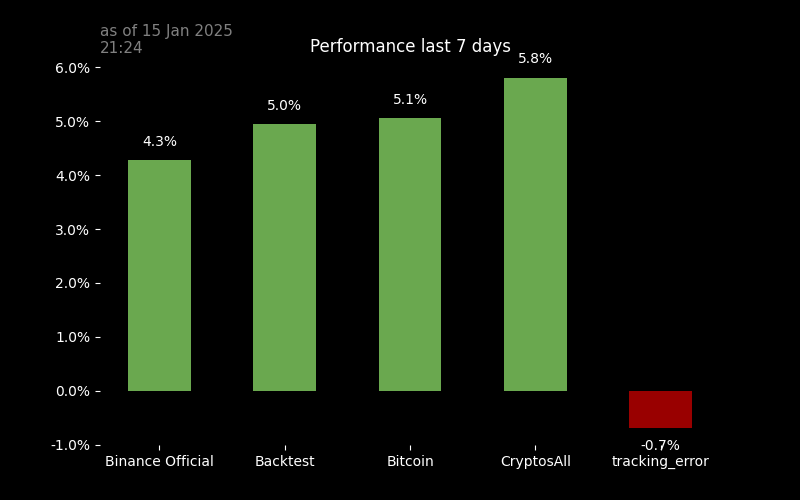 as of 15 Jan 2025
21:24
Performance last 7 days
6.0%
5.0%
4.0%
3.0%
2.0%
1.0%
0.0%
-1.0%
4.3%
5.0%
5.1%
5.8%
-0.7%
Binance Official
Backtest
Bitcoin
CryptosAll
tracking_error